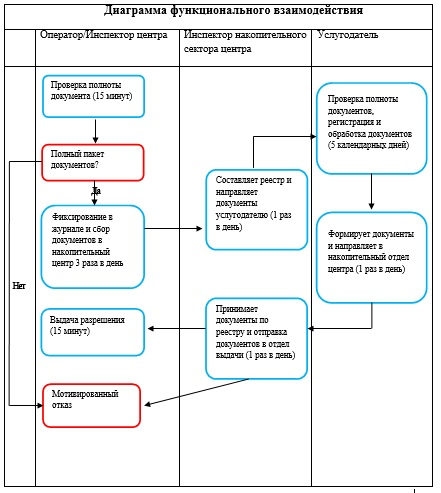 Диаграмма функционального взаимодействия
Оператор/Инспектор центра
Инспектор накопительного
сектора центра
Услугодатель
Проверка полноты
документа (15 минут)
Полный пакет
документов?
Да
Фиксирование в
журнале и сбор
документов в
накопительный
центр 3 раза в день
Составляет реестр и
направляет
документы
услугодателю (1 раз
в день)
Проверка полноты
документов,
регистрация и
обработка документов
(5 календарных дней)
Формирует документы
и направляет в
накопительный отдел
центра (1 раз в день)
Принимает
документы по
реестру и отправка
документов в отдел
выдачи (1 раз в день)
Выдача разрешения
(15 минут)
Нет
Мотивированный
отказ